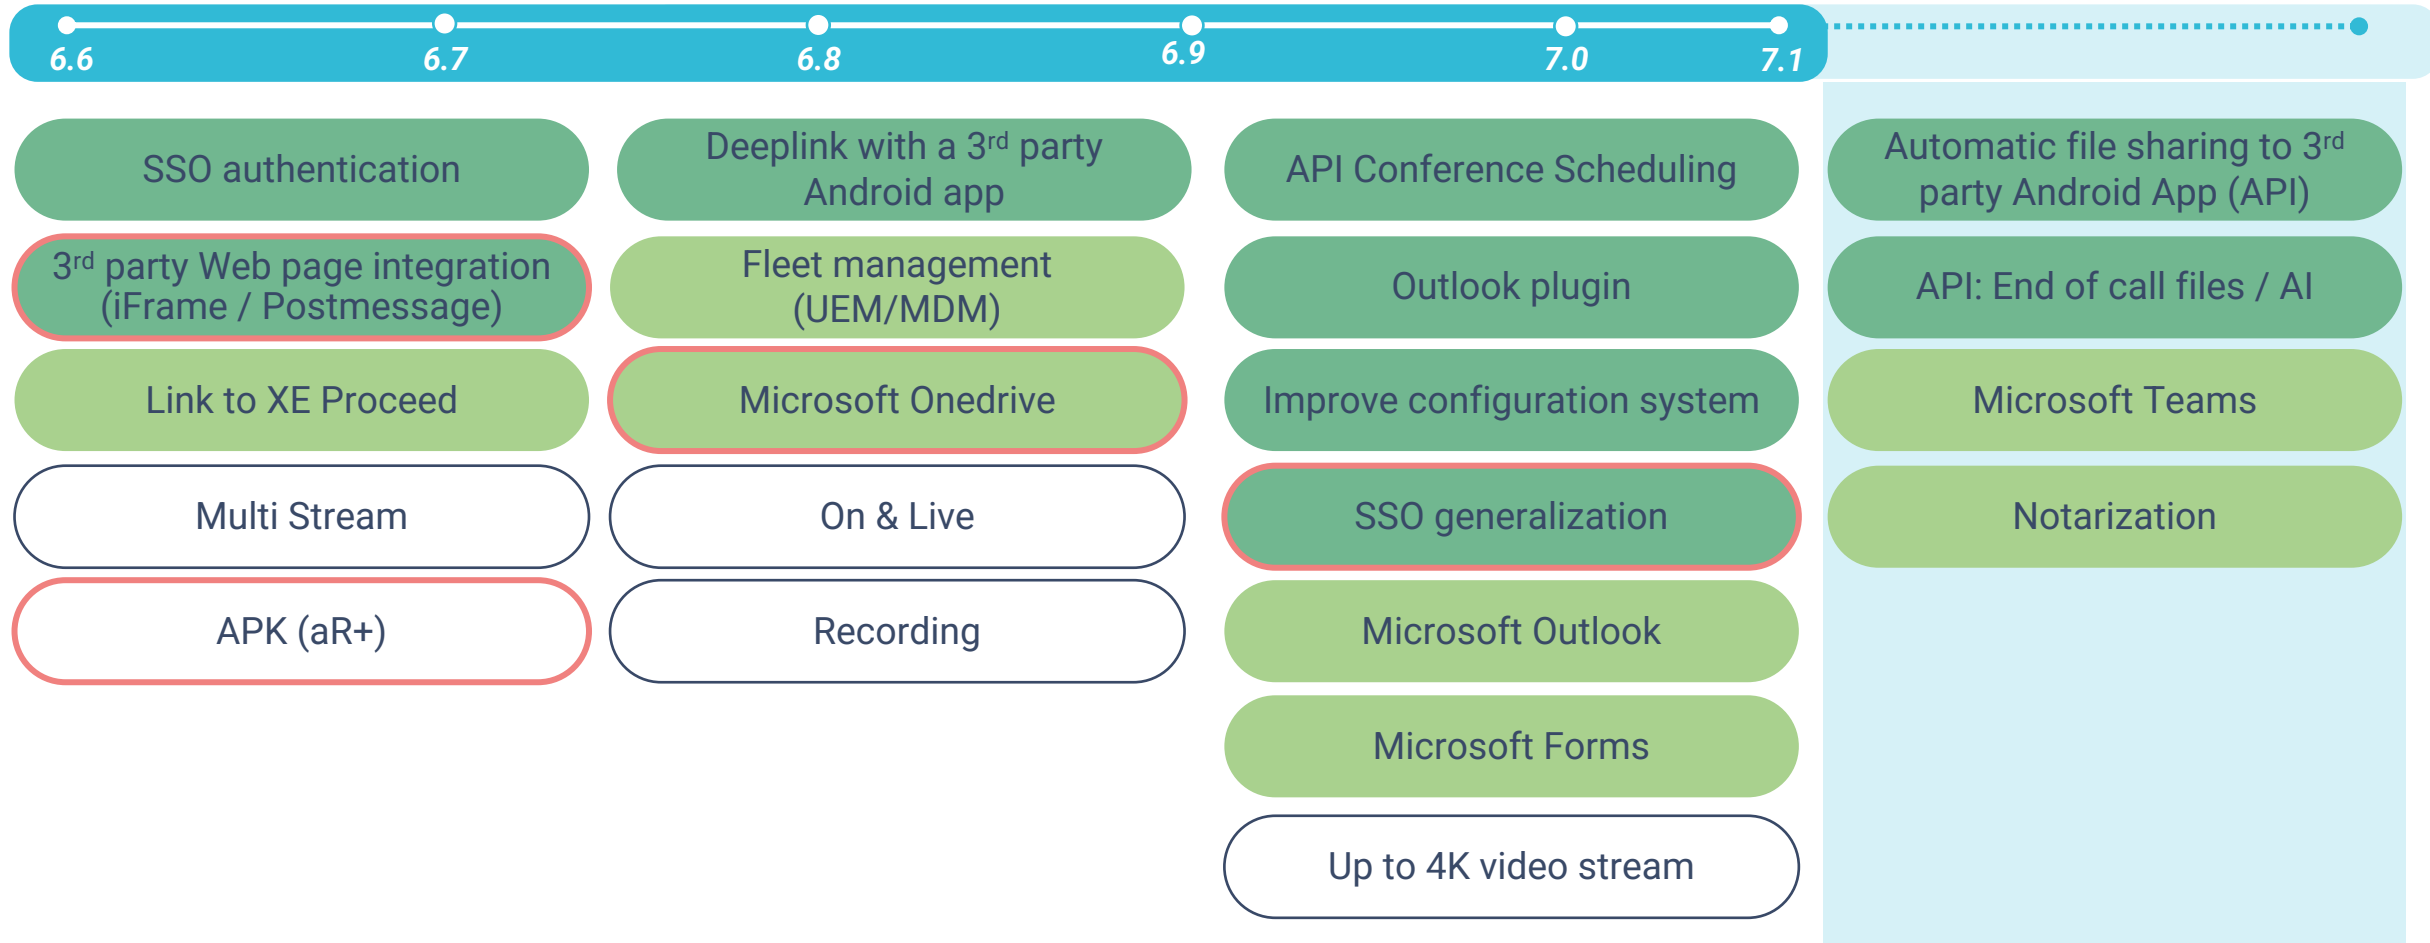 6.6
6.7
6.8
6.9
7.0
7.1
SSO authentication
3rd party Web page integration
(iFrame / Postmessage)
Link to XE Proceed
Multi Stream
APK (aR+)
Deeplink with a 3rd party
Android app
Fleet management
(UEM/MDM)
Microsoft Onedrive
On & Live
Recording
API Conference Scheduling
Outlook plugin
Improve configuration system
SSO generalization
Microsoft Outlook
Microsoft Forms
Up to 4K video stream
Automatic file sharing to 3rd
party Android App (API)
API: End of call files / AI
Microsoft Teams
Notarization